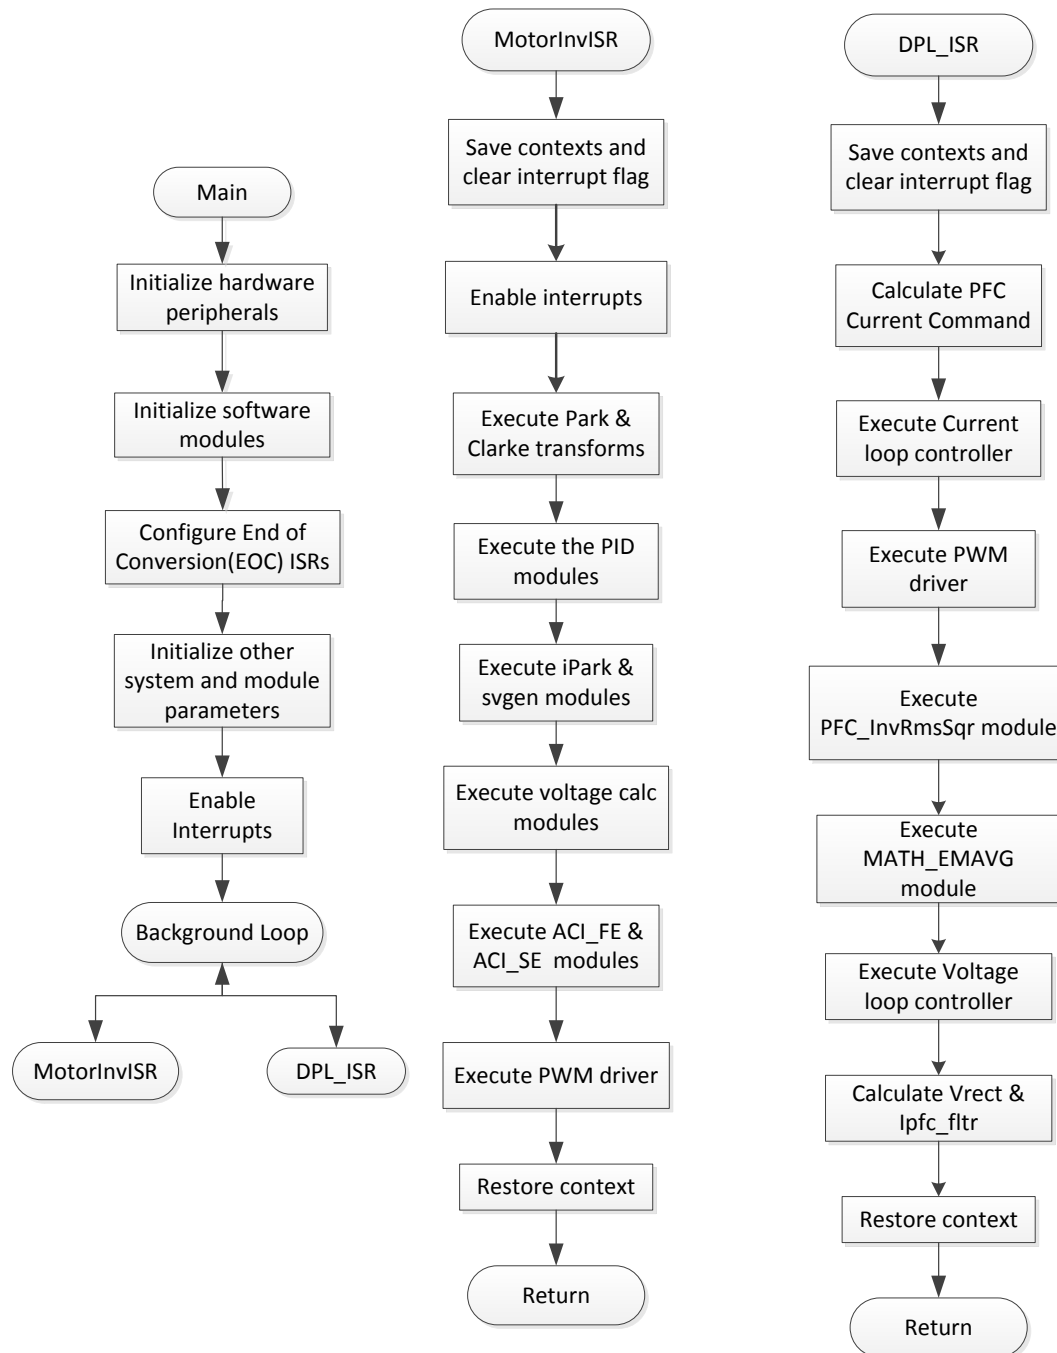 Main
Initialize hardware
peripherals
Initialize software
modules
Configure End of
Conversion(EOC) ISRs
Initialize other
system and module
parameters
Enable
Interrupts
Background Loop
MotorInvISR
DPL_ISR
MotorInvISR
Save contexts and
clear interrupt flag
Enable interrupts
Execute Park &
Clarke transforms
Execute the PID
modules
Execute iPark &
svgen modules
Execute voltage calc
modules
Execute ACI_FE &
ACI_SE modules
Execute PWM driver
Restore context
Return
DPL_ISR
Save contexts and
clear interrupt flag
Calculate PFC
Current Command
Execute Current
loop controller
Execute PWM
driver
Execute
PFC_InvRmsSqr module
Execute
MATH_EMAVG
module
Execute Voltage
loop controller
Calculate Vrect &
Ipfc_fltr
Restore context
Return